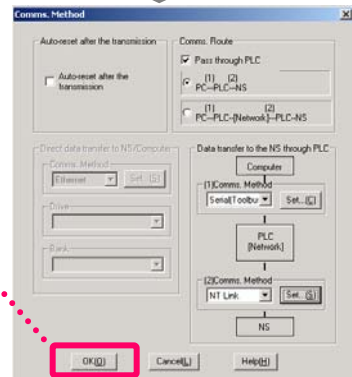 Comms. Method
Auto-reset after the transmission
Auto-reset after the
transmission
Comms. Route
Pass through PLC
(1) (2)
PC--PLC--NS
(1) (2)
PC--PLC-[Network]--PLC-NS
Direct data transfer to NS/Computer
Comms. Method
Ethernet
Set. (S)
Drive
Bank
Data transfer to the NS through PLC
Computer
(1)Comms. Method
Serial(Toolbu
Set...(C)
PLC
[Network]
(2)Comms. Method
NT Link
Set. (S)
NS
OK(O)
Cancel(L)
Help(H)